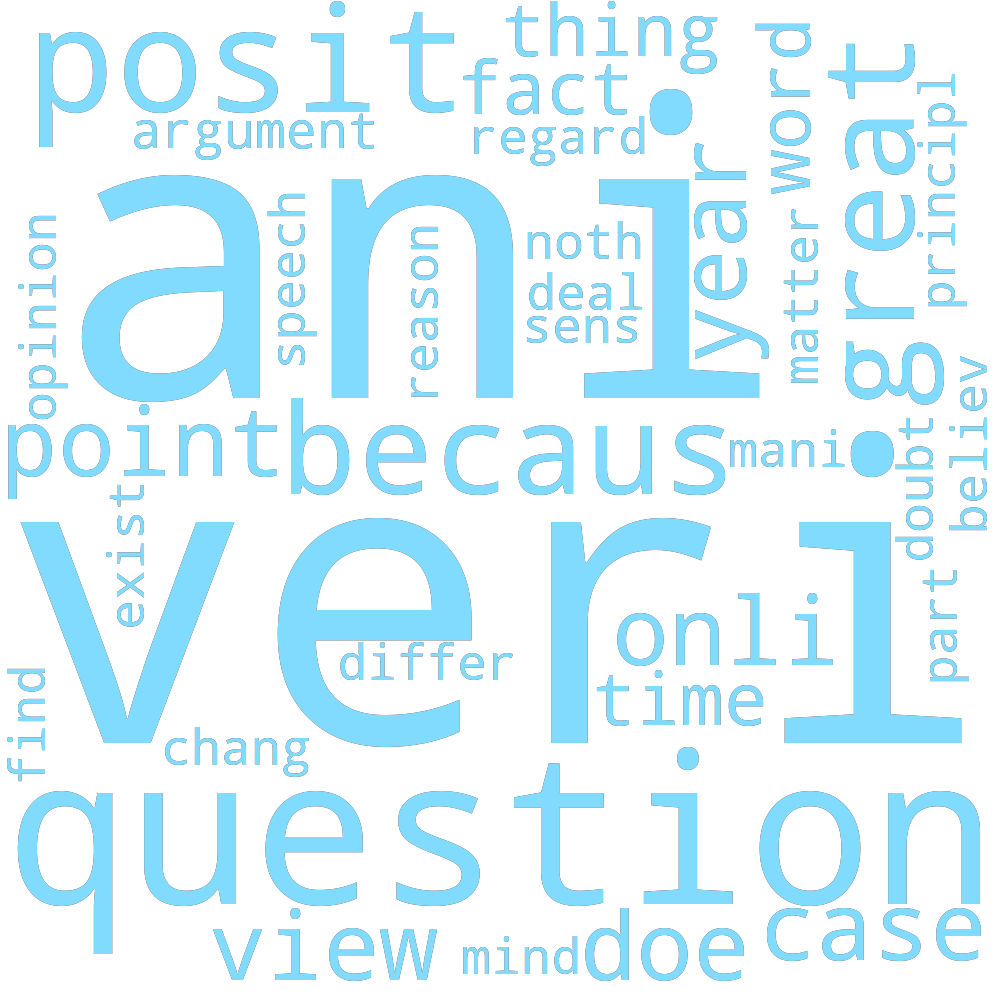 posit
thing
fact
argument
regard
word
great
principl
year
ani
opinion
speech
reason
noth
deal
sens
matter
point
becaus
mani
doubt
believ
exist
veri
onli
differ
time
part
find
chang
question
view
mind
doe
case